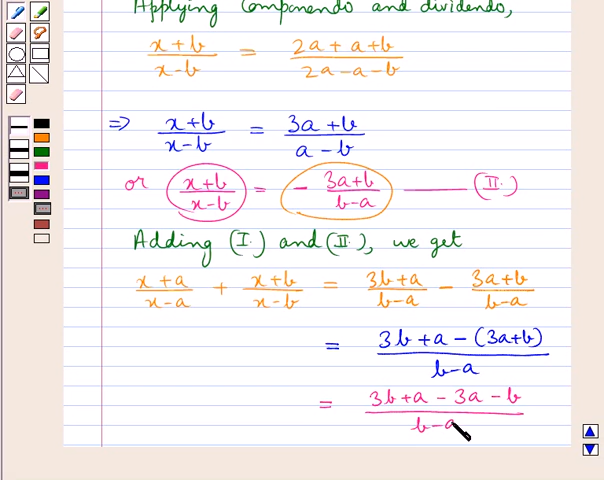 Applying Componendo and dividendo,
(x+b)/(x-b) = (2a+a+b)/(2a-a-b)
⇒ (x+b)/(x-b) = (3a+b)/(a-b)
or (x+b)/(x-b) = - (3a+b)/(b-a) —— (II.)
Adding (I.) and (II.), we get
(x+a)/(x-a) + (x+b)/(x-b) = (3b+a)/(b-a) - (3a+b)/(b-a)
= (3b+a-(3a+b))/(b-a)
= (3b+a-3a-b)/(b-a)